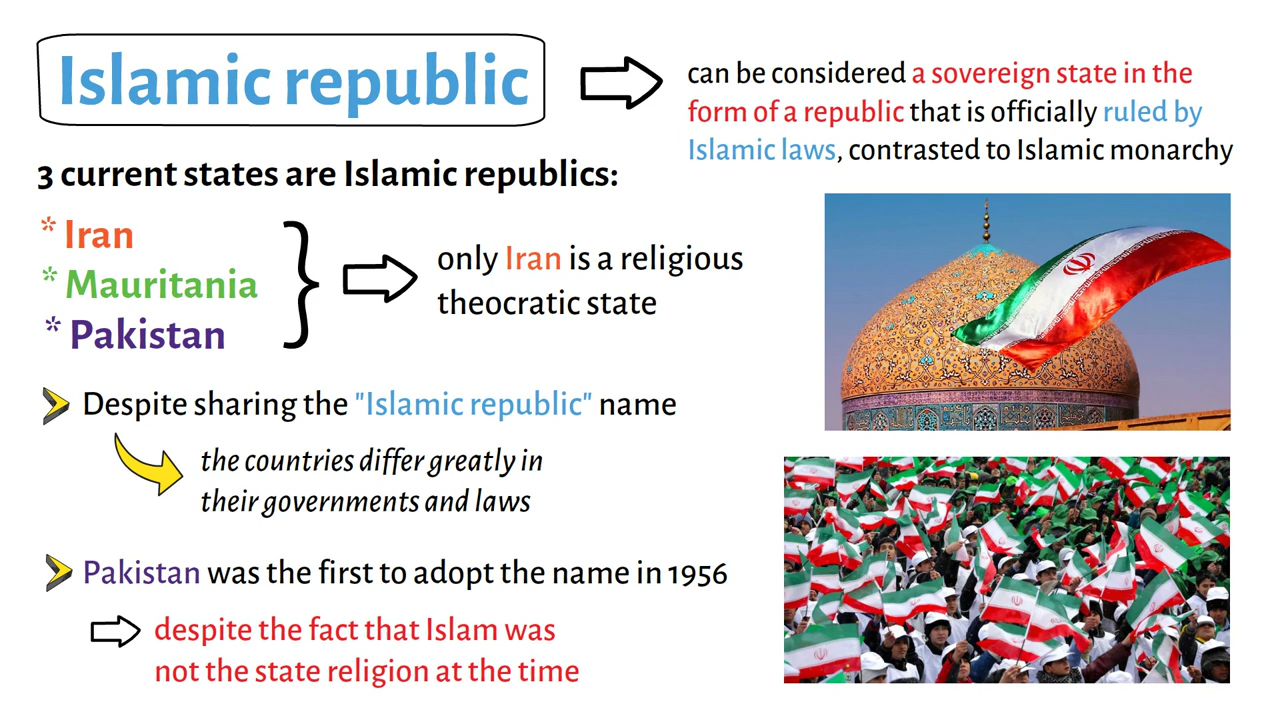 Islamic republic
can be considered a sovereign state in the
form of a republic that is officially ruled by
Islamic laws, contrasted to Islamic monarchy
3 current states are Islamic republics:
* Iran
* Mauritania
* Pakistan
only Iran is a religious
theocratic state
Despite sharing the "Islamic republic" name
the countries differ greatly in
their governments and laws
Pakistan was the first to adopt the name in 1956
despite the fact that Islam was
not the state religion at the time